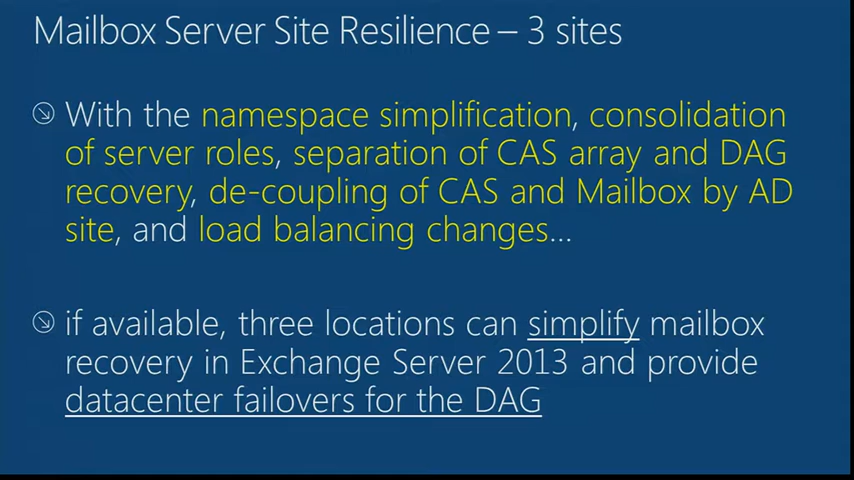 Mailbox Server Site Resilience – 3 sites
With the namespace simplification, consolidation
of server roles, separation of CAS array and DAG
recovery, de-coupling of CAS and Mailbox by AD
site, and load balancing changes…
if available, three locations can simplify mailbox
recovery in Exchange Server 2013 and provide
datacenter failovers for the DAG